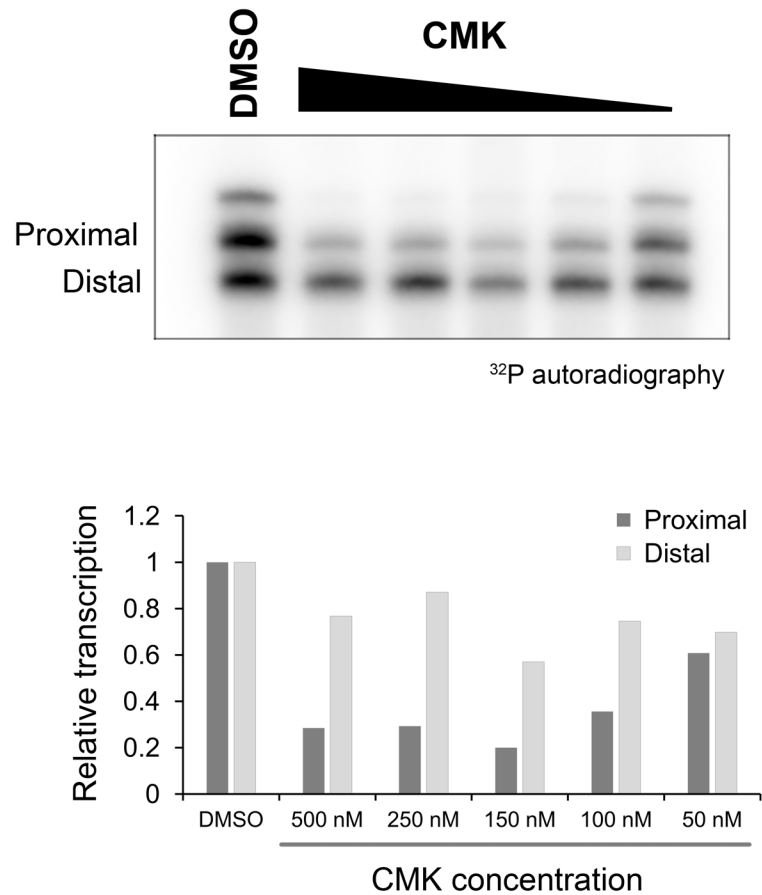 DMSO
CMK
Proximal
Distal
³²P autoradiography
Relative transcription
1.2
1
0.8
0.6
0.4
0.2
0
Proximal
Distal
DMSO 500 nM 250 nM 150 nM 100 nM 50 nM
CMK concentration